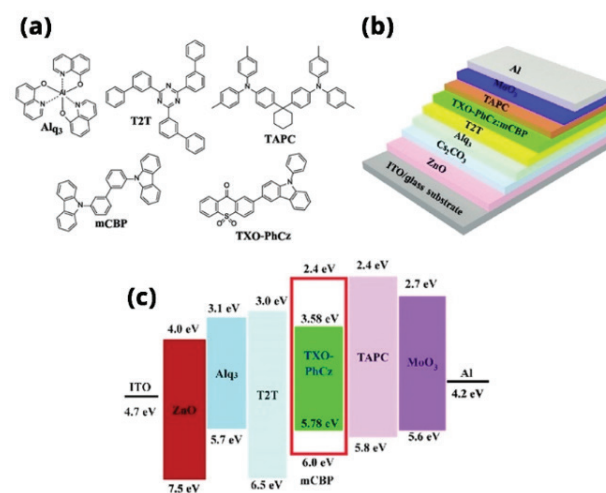 (a)
Alq3
T2T
TAPC
mCBP
TXO-PhCz
(b)
Al
MoO3
TAPC
TXO-PhCz:mCBP
T2T
Alq3
Cs2CO3
ZnO
ITO/glass substrate
(c)
ITO
4.7 eV
4.0 eV
ZnO
7.5 eV
3.1 eV
Alq3
5.7 eV
3.0 eV
T2T
6.5 eV
2.4 eV
3.58 eV
TXO-
PhCz
5.78 eV
6.0 eV
mCBP
2.4 eV
TAPC
5.8 eV
2.7 eV
MoO3
5.6 eV
Al
4.2 eV